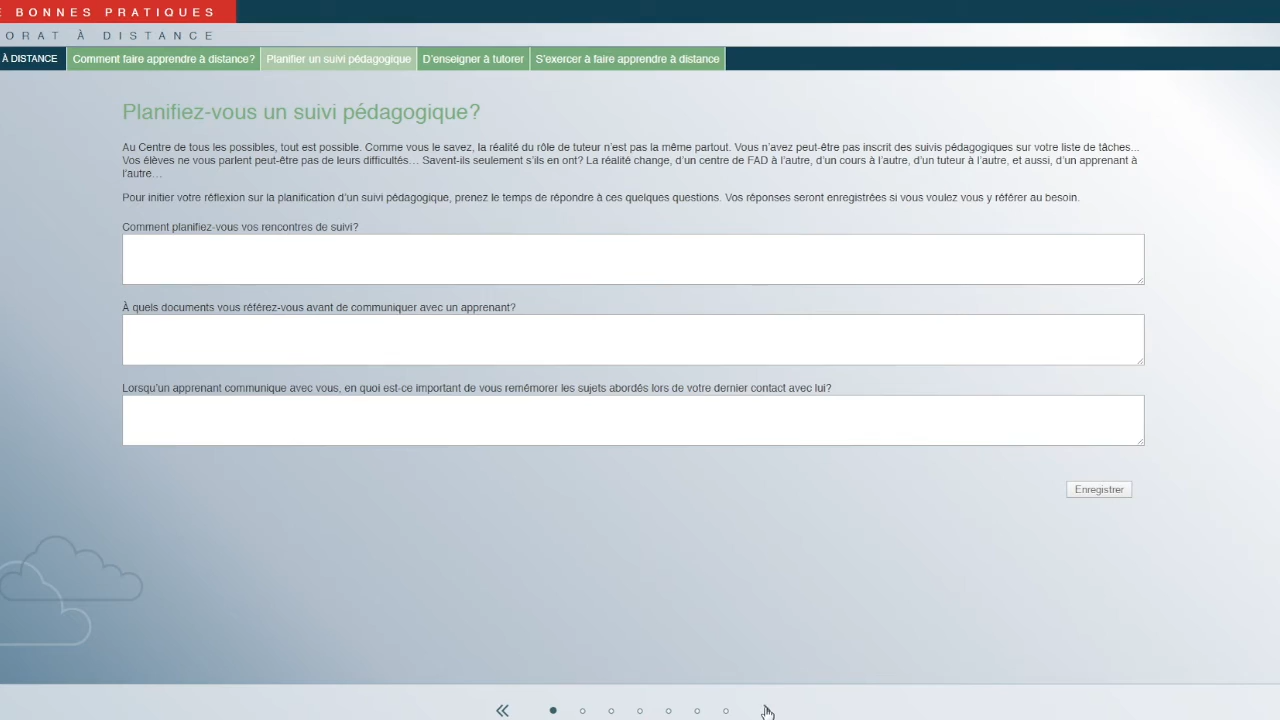 E BONNES PRATIQUES
ORAT À DISTANCE
À DISTANCE Comment faire apprendre à distance? Planifier un suivi pédagogique D'enseigner à tutorer S'exercer à faire apprendre à distance
Planifiez-vous un suivi pédagogique?
Au Centre de tous les possibles, tout est possible. Comme vous le savez, la réalité du rôle de tuteur n'est pas la même partout. Vous n'avez peut-être pas inscrit des suivis pédagogiques sur votre liste de tâches...
Vos élèves ne vous parlent peut-être pas de leurs difficultés… Savent-ils seulement s'ils en ont? La réalité change, d'un centre de FAD à l'autre, d'un cours à l'autre, d'un tuteur à l'autre, et aussi, d'un apprenant à
l'autre…
Pour initier votre réflexion sur la planification d'un suivi pédagogique, prenez le temps de répondre à ces quelques questions. Vos réponses seront enregistrées si vous voulez vous y référer au besoin.
Comment planifiez-vous vos rencontres de suivi?
À quels documents vous référez-vous avant de communiquer avec un apprenant?
Lorsqu'un apprenant communique avec vous, en quoi est-ce important de vous remémorer les sujets abordés lors de votre dernier contact avec lui?
Enregistrer